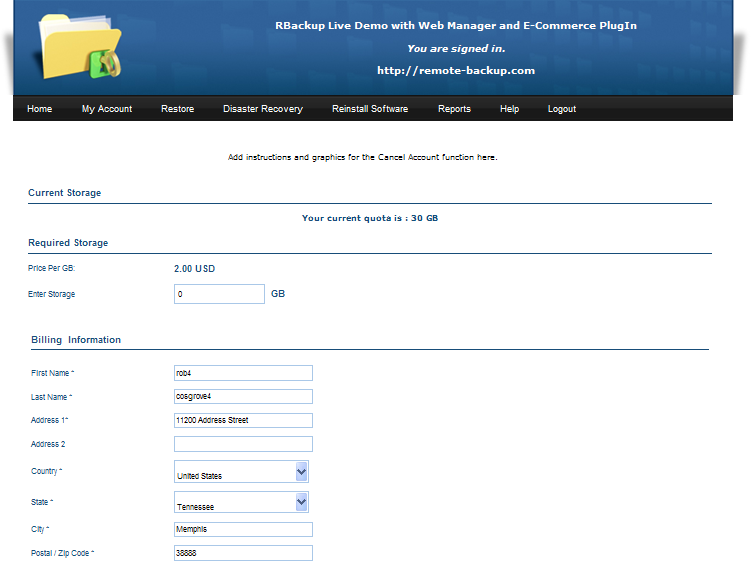 RBackup Live Demo with Web Manager and E-Commerce PlugIn
You are signed in.
http://remote-backup.com
Home My Account Restore Disaster Recovery Reinstall Software Reports Help Logout
Add instructions and graphics for the Cancel Account function here.
Current Storage
Your current quota is : 30 GB
Required Storage
Price Per GB: 2.00 USD
Enter Storage 0 GB
Billing Information
First Name * rob4
Last Name * cosgrove4
Address 1* 11200 Address Street
Address 2
Country * United States
State * Tennessee
City * Memphis
Postal / Zip Code * 38888